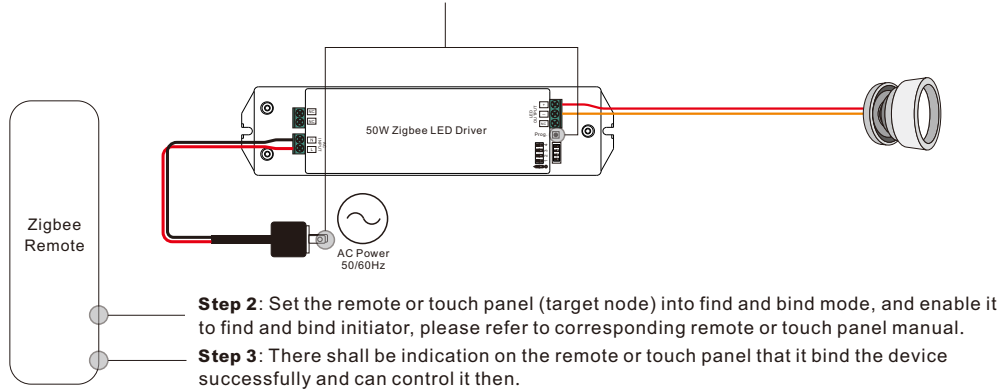 50W Zigbee LED Driver
LED
OUTPUT
Prog.
INPUT
Zigbee
Remote
AC Power
50/60Hz
Step 2: Set the remote or touch panel (target node) into find and bind mode, and enable it
to find and bind initiator, please refer to corresponding remote or touch panel manual.
Step 3: There shall be indication on the remote or touch panel that it bind the device
successfully and can control it then.